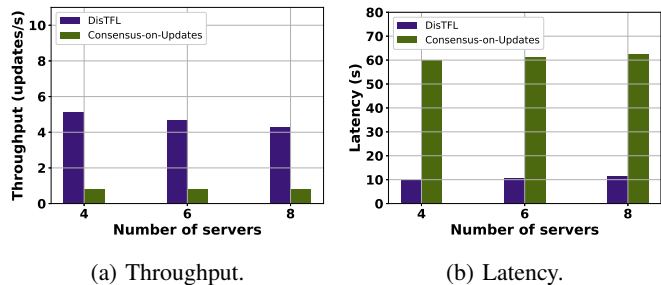 DisTFL
Consensus-on-Updates
10
8
6
4
2
0
Throughput (updates/s)
4
6
8
Number of servers
(a) Throughput.
DisTFL
Consensus-on-Updates
80
70
60
50
40
30
20
10
0
Latency (s)
4
6
8
Number of servers
(b) Latency.